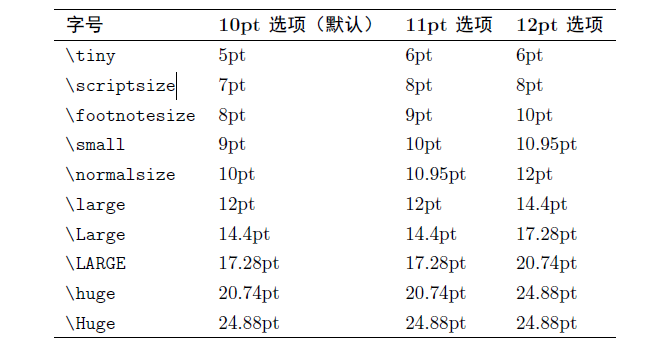 字号 10pt 选项（默认） 11pt 选项 12pt 选项
\tiny 5pt 6pt 6pt
\scriptsize 7pt 8pt 8pt
\footnotesize 8pt 9pt 10pt
\small 9pt 10pt 10.95pt
\normalsize 10pt 10.95pt 12pt
\large 12pt 12pt 14.4pt
\Large 14.4pt 14.4pt 17.28pt
\LARGE 17.28pt 17.28pt 20.74pt
\huge 20.74pt 20.74pt 24.88pt
\Huge 24.88pt 24.88pt 24.88pt